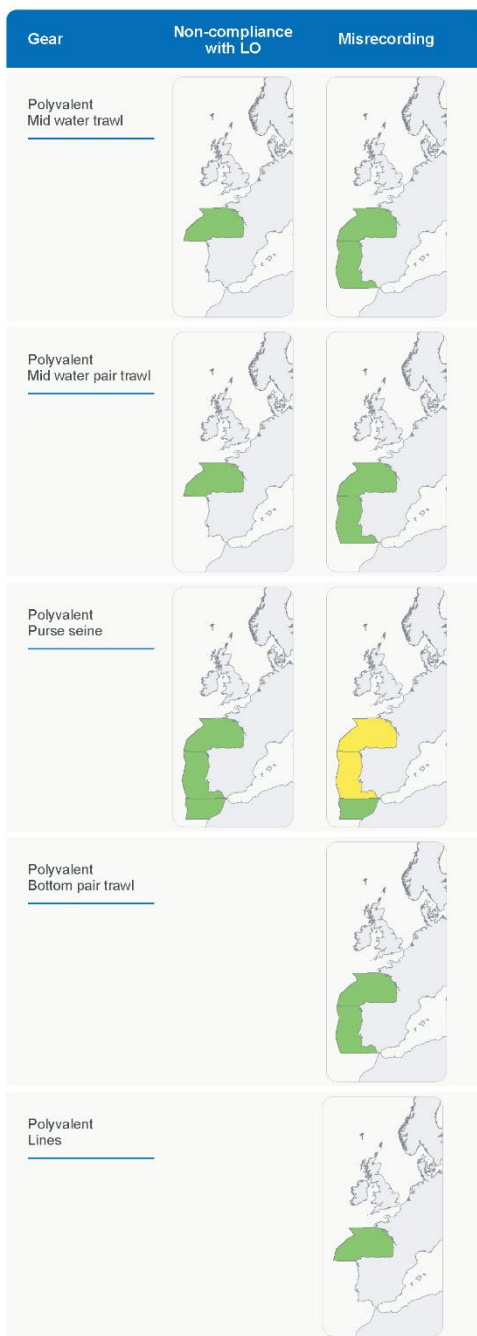 Gear
Non-compliance
with LO
Misrecording
Polyvalent
Mid water trawl
Polyvalent
Mid water pair trawl
Polyvalent
Purse seine
Polyvalent
Bottom pair trawl
Polyvalent
Lines